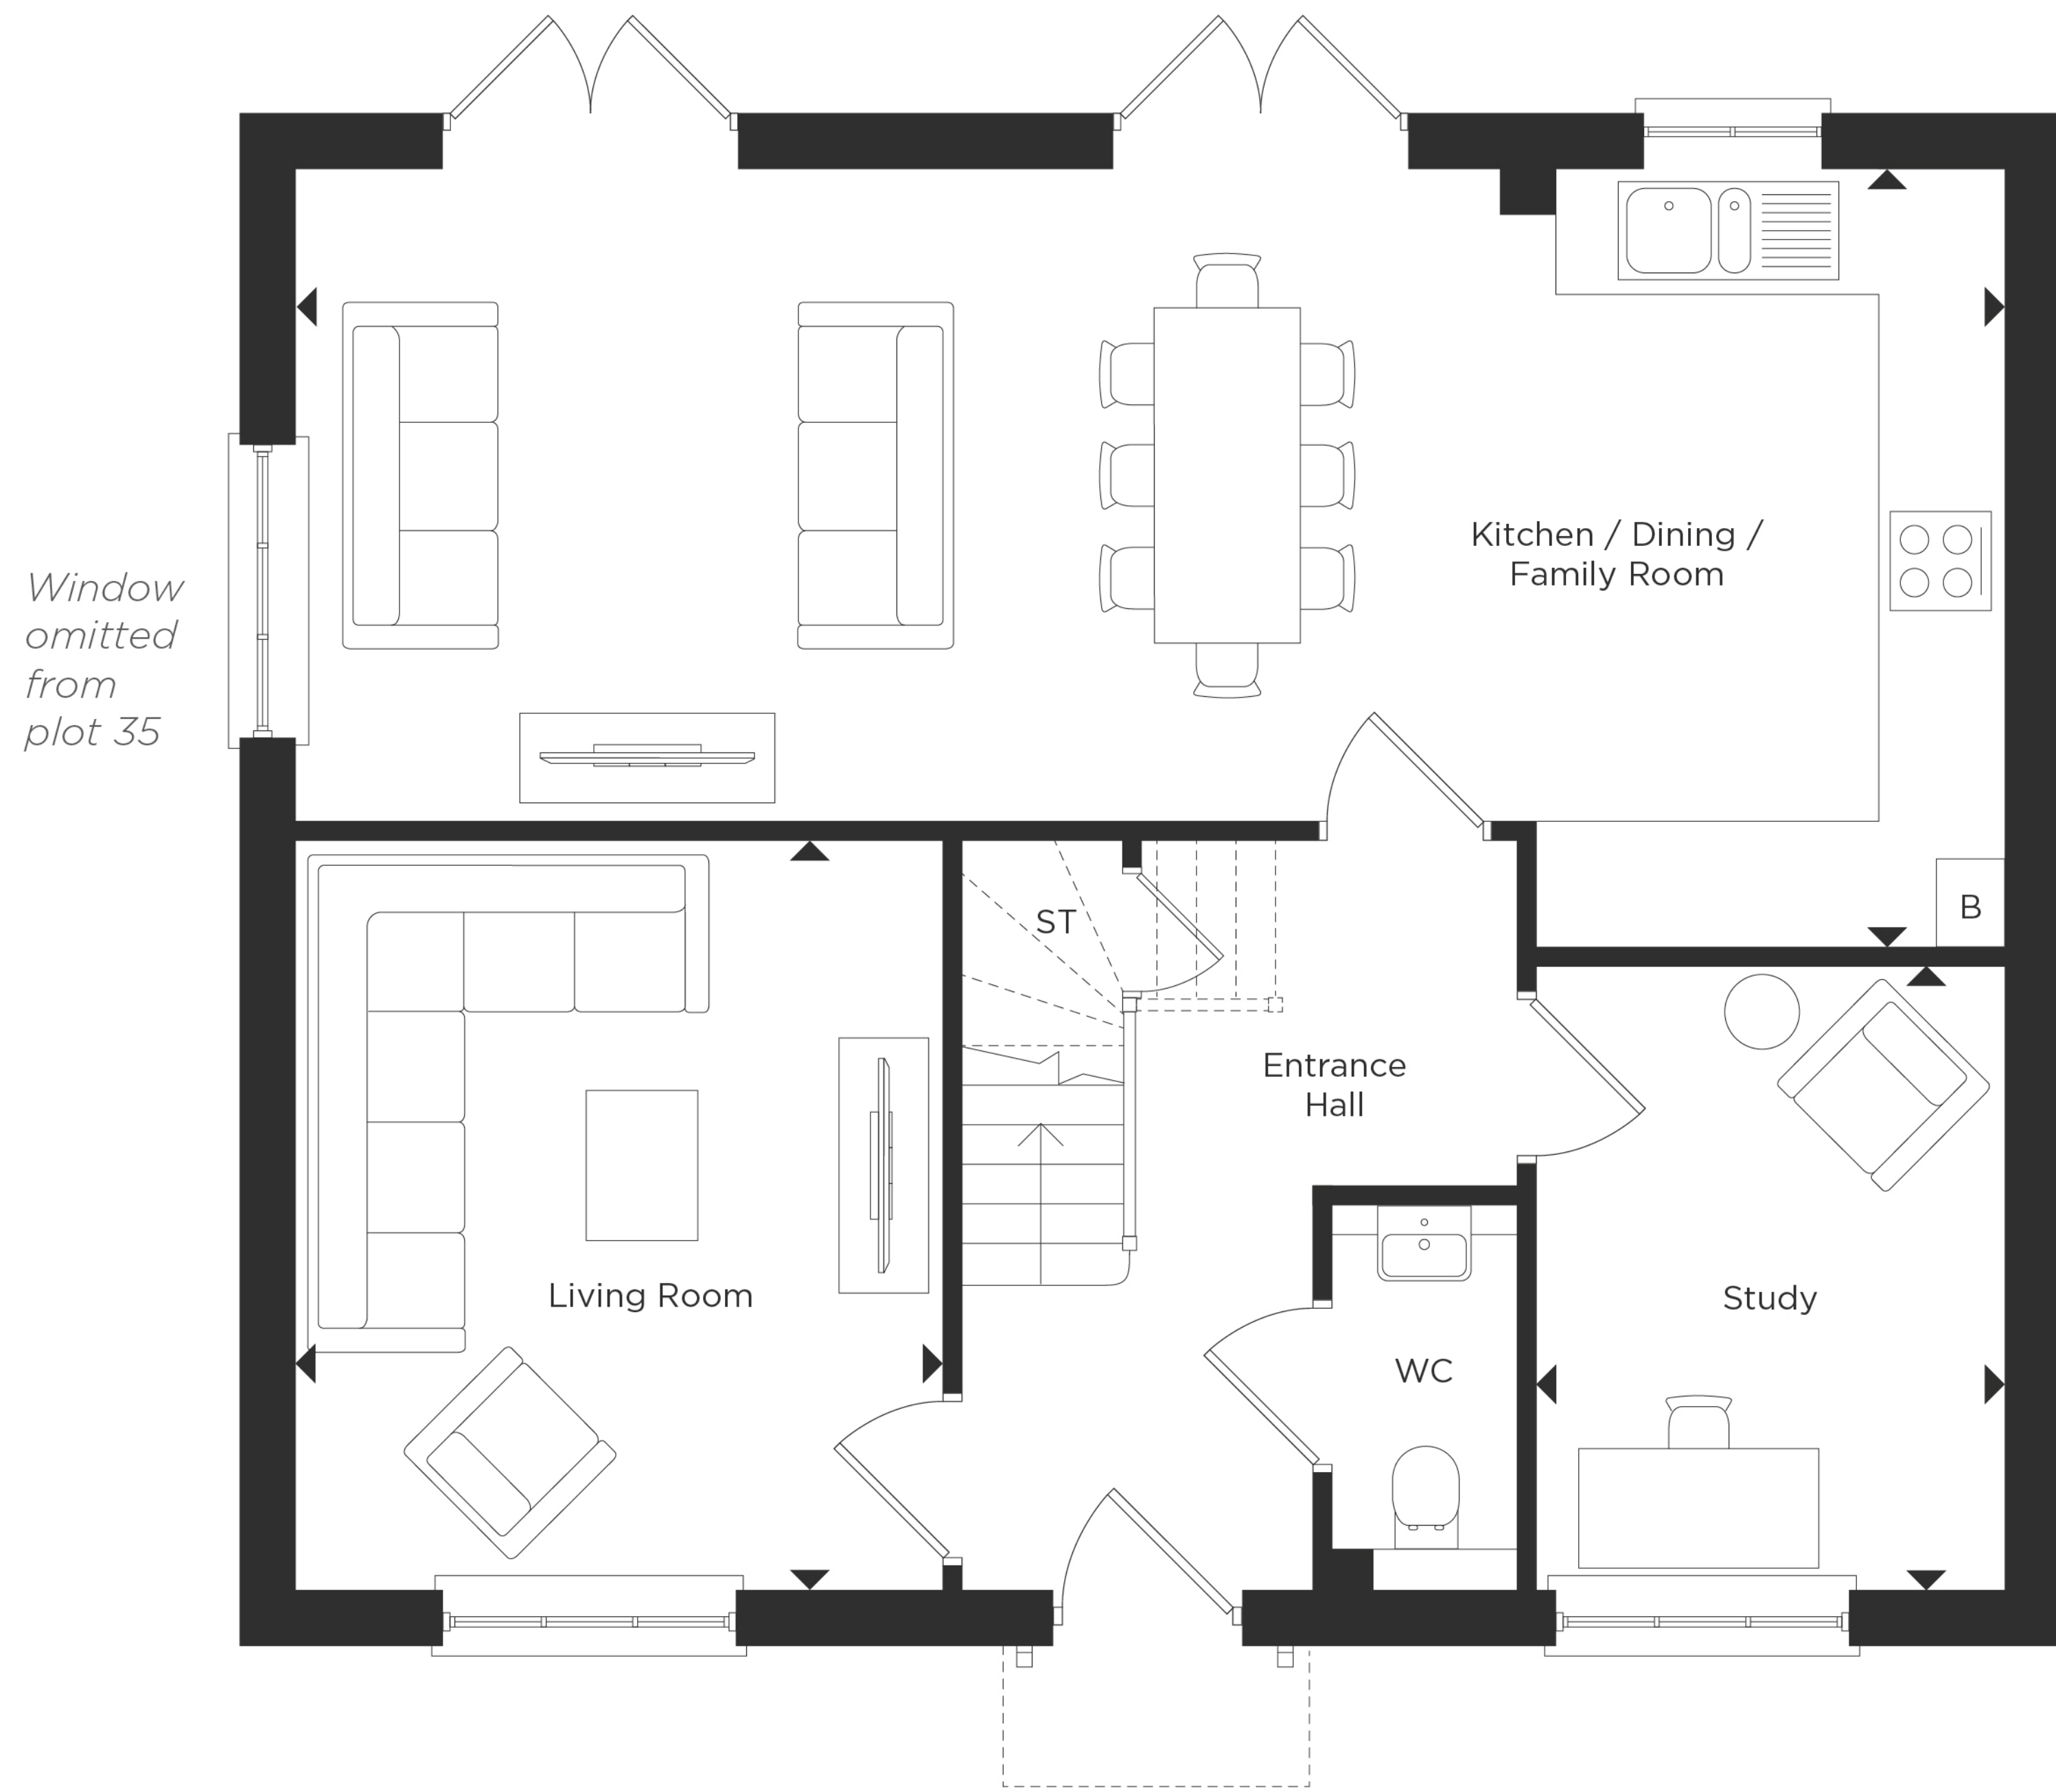 Window
omitted
from
plot 35
Kitchen / Dining /
Family Room
B
ST
Entrance
Hall
Living Room
Study
WC